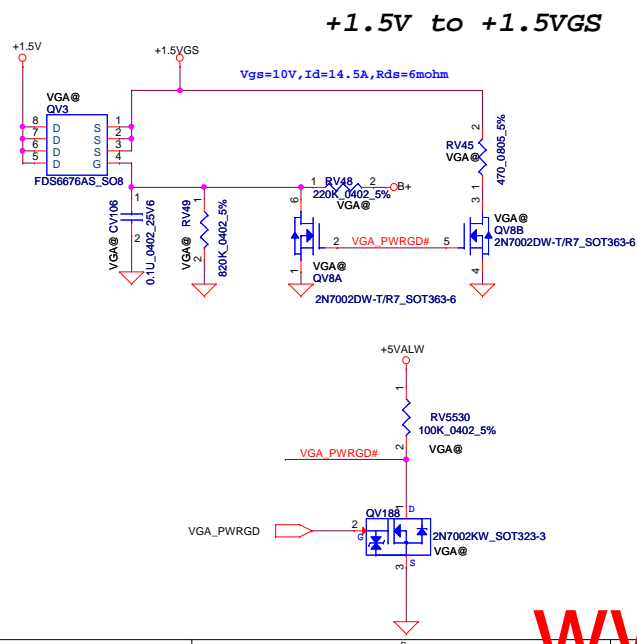 +1.5V to +1.5VGS
+1.5V
+1.5VGS
Vgs=10V,Id=14.5A,Rds=6mohm
VGA@
QV3
8 D S 1
7 D S 2
6 D S 3
5 D G 4
FDS6676AS_SO8
2
RV45
VGA@
470_0805_5%
1
1 RV48 2
220K_0402_5%
VGA@
B+
1
CV106
VGA@
0.1U_0402_25V6
2
1
RV49
VGA@
820K_0402_5%
2
6
2 VGA_PWRGD# 5
1
VGA@
QV8A
2N7002DW-T/R7_SOT363-6
3
VGA@
QV8B
2N7002DW-T/R7_SOT363-6
4
+5VALW
1
RV5530
100K_0402_5%
2
VGA@
VGA_PWRGD#
QV188
1
D
VGA_PWRGD
2
G
2N7002KW_SOT323-3
VGA@
3
S